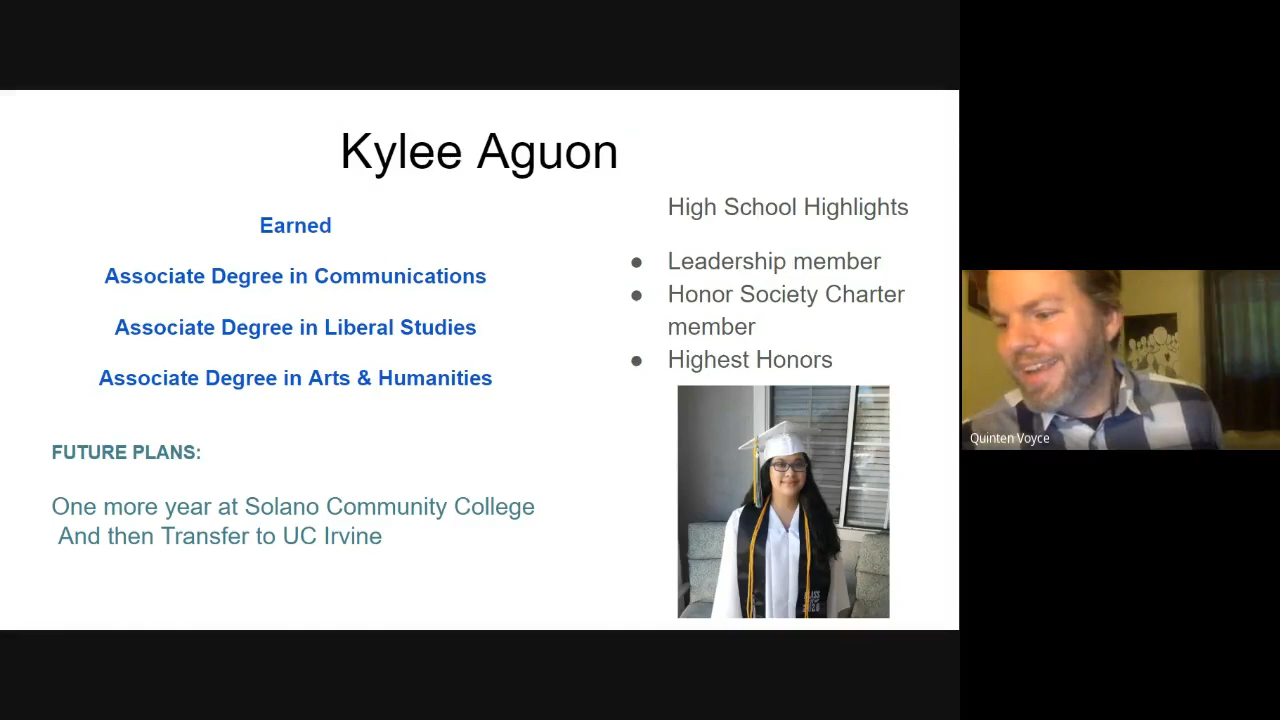 Kylee Aguon
Earned
Associate Degree in Communications
Associate Degree in Liberal Studies
Associate Degree in Arts & Humanities
FUTURE PLANS:
One more year at Solano Community College
And then Transfer to UC Irvine
High School Highlights
● Leadership member
● Honor Society Charter
member
● Highest Honors
Quinten Voyce